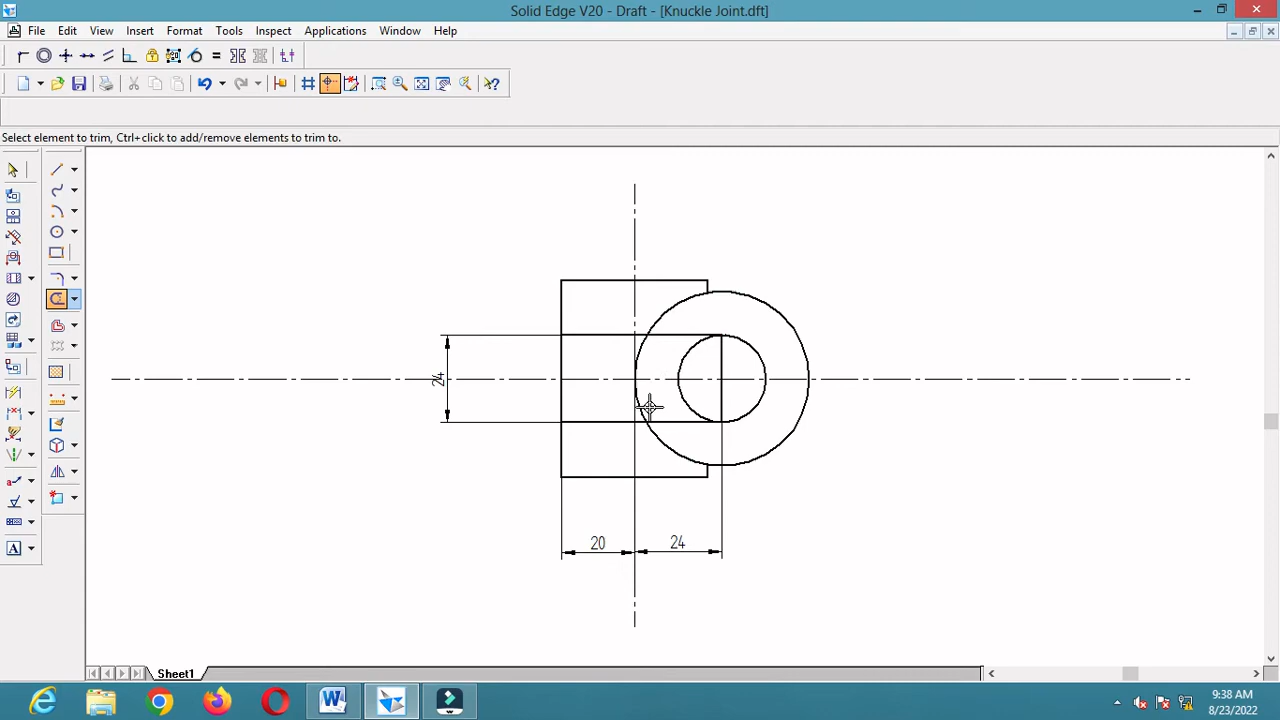 Solid Edge V20 - Draft - [Knuckle Joint.dft]
File Edit View Insert Format Tools Inspect Applications Window Help
Select element to trim, Ctrl+click to add/remove elements to trim to.
24
20 24
Sheet1
9:38 AM
8/23/2022